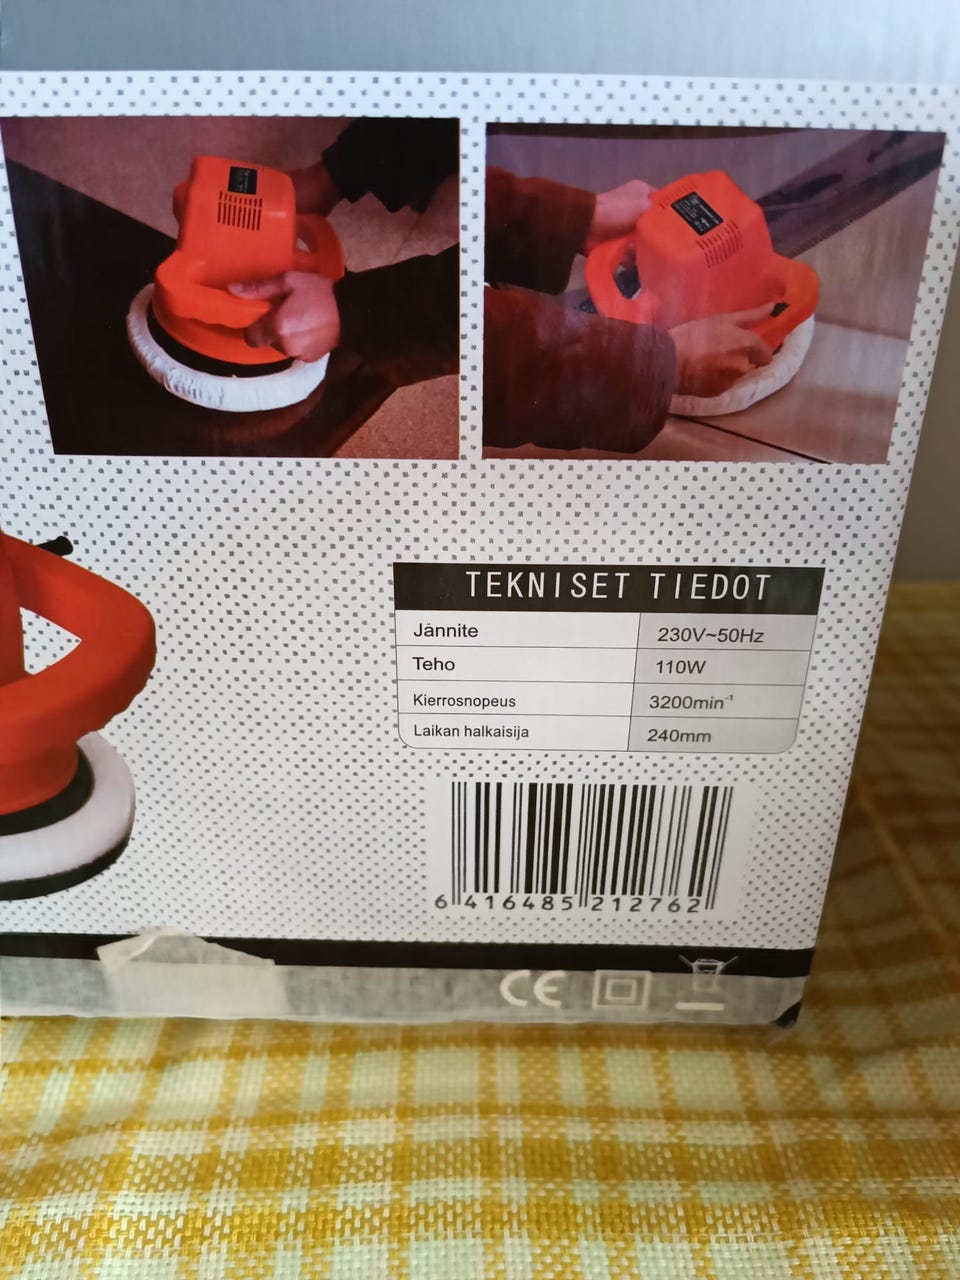 TEKNISET TIEDOT
Jännite 230V~50Hz
Teho 110W
Kierrosnopeus 3200min⁻¹
Laikan halkaisija 240mm
6 416485 212762
CE